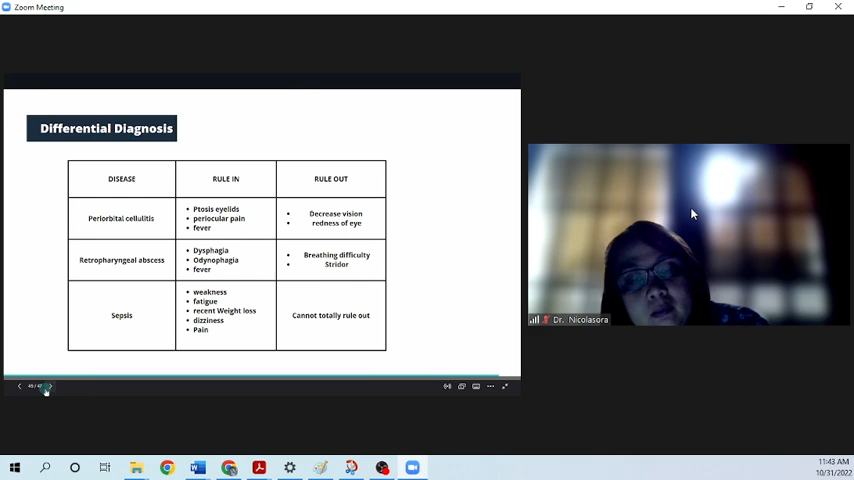 Zoom Meeting
Differential Diagnosis
DISEASE
RULE IN
RULE OUT
Periorbital cellulitis
Ptosis eyelids
periocular pain
fever
Decrease vision
redness of eye
Retropharyngeal abscess
Dysphagia
Odynophagia
fever
Breathing difficulty
Stridor
Sepsis
weakness
fatigue
recent Weight loss
dizziness
Pain
Cannot totally rule out
Dr. Nicolasora
11:43 AM
10/31/2022